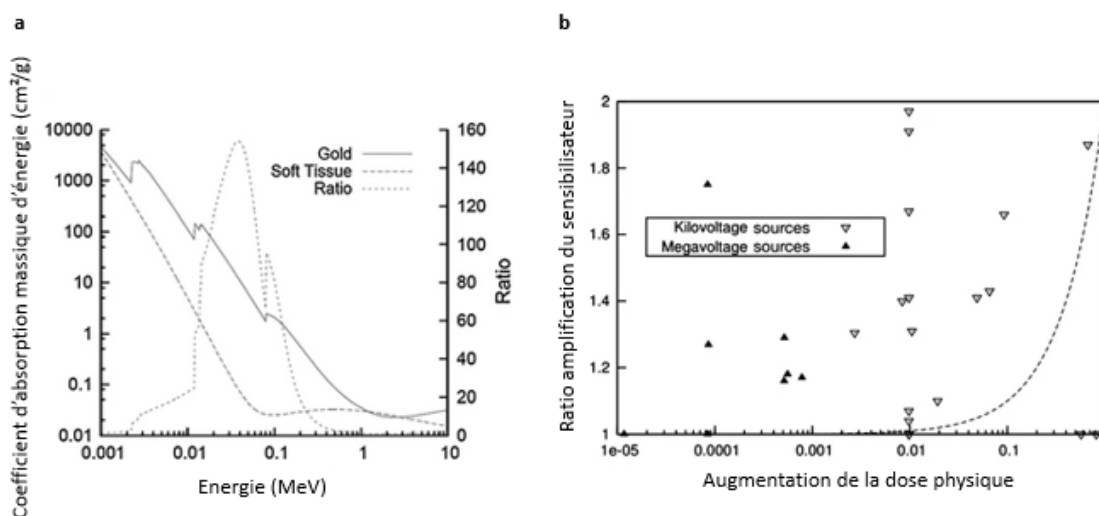 a
Coefficient d'absorption massique d'énergie (cm²/g)
10000
1000
100
10
1
0.1
0.01
Gold
Soft Tissue
Ratio
160
140
120
100
80
60
40
20
0
Ratio
0.001 0.01 0.1 1 10
Energie (MeV)
b
Ratio amplification du sensibilisateur
2
1.8
1.6
1.4
1.2
1
Kilovoltage sources
Megavoltage sources
1e-05 0.0001 0.001 0.01 0.1
Augmentation de la dose physique